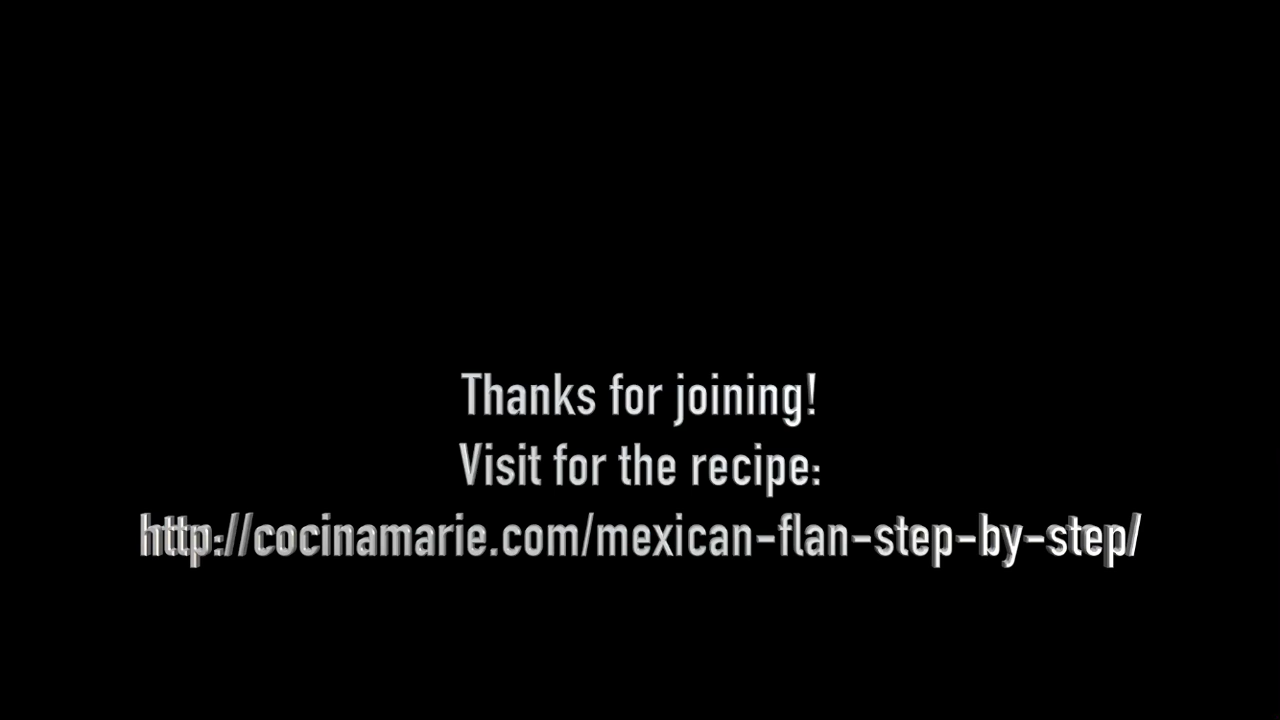 Thanks for joining!
Visit for the recipe:
http://cocinamarie.com/mexican-flan-step-by-step/